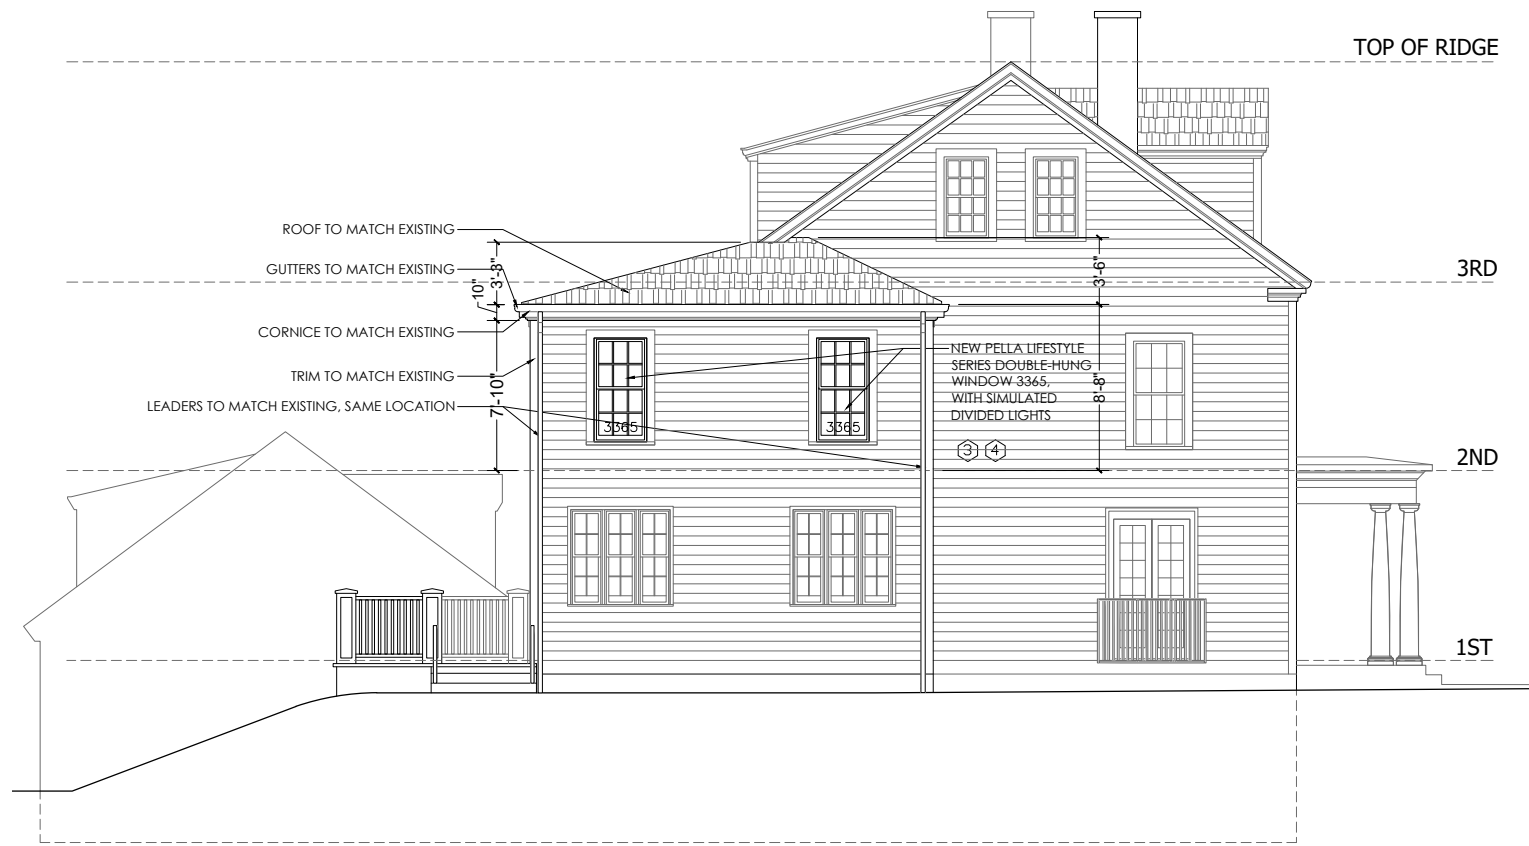 TOP OF RIDGE
ROOF TO MATCH EXISTING
GUTTERS TO MATCH EXISTING
3'-3"
10"
3'-6"
3RD
CORNICE TO MATCH EXISTING
TRIM TO MATCH EXISTING
LEADERS TO MATCH EXISTING, SAME LOCATION
7'-10"
3365
3365
NEW PELLA LIFESTYLE
SERIES DOUBLE-HUNG
WINDOW 3365,
WITH SIMULATED
DIVIDED LIGHTS
8'-8"
3 4
2ND
1ST